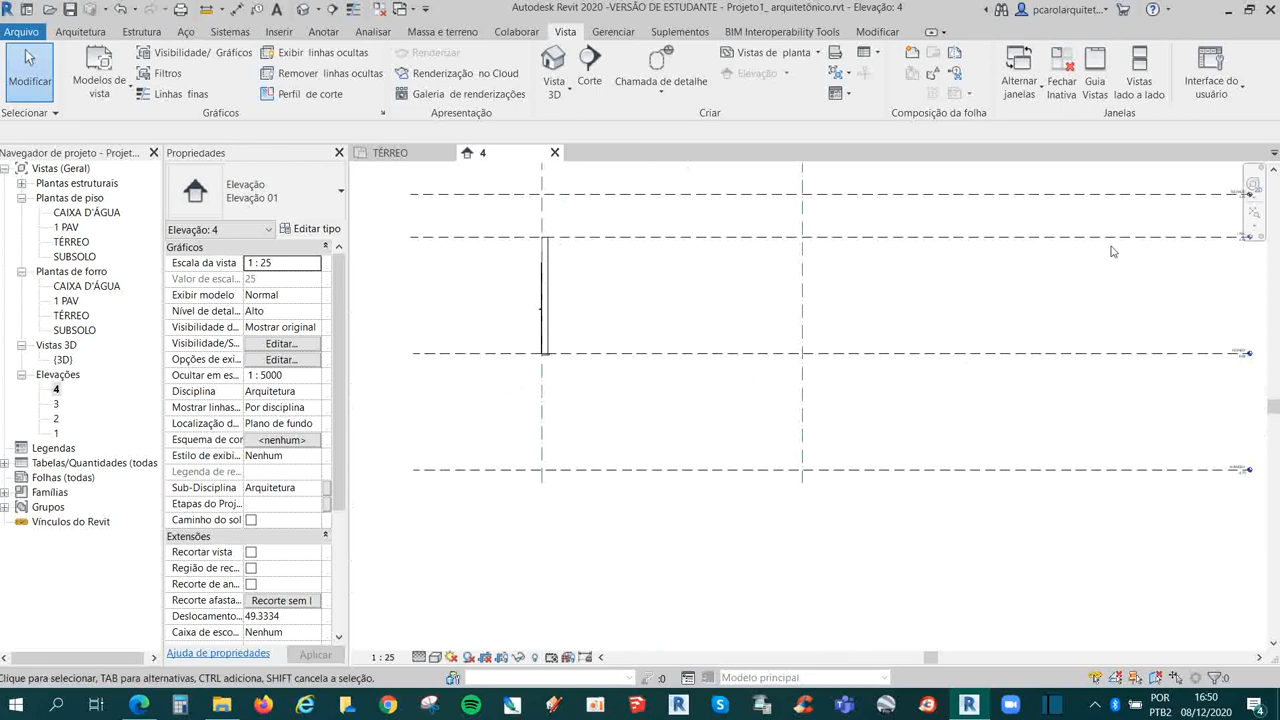 Autodesk Revit 2020 -VERSÃO DE ESTUDANTE - Projeto1_ arquitetônico.rvt - Elevação: 4
pcarolarquitet...
Arquivo Arquitetura Estrutura Aço Sistemas Inserir Anotar Analisar Massa e terreno Colaborar Vista Gerenciar Suplementos BIM Interoperability Tools Modificar
Modificar
Selecionar
Modelos de vista
Visibilidade/ Gráficos
Filtros
Linhas finas
Exibir linhas ocultas
Remover linhas ocultas
Perfil de corte
Gráficos
Renderizar
Renderização no Cloud
Galeria de renderizações
Apresentação
Vista 3D
Corte
Chamada de detalhe
Vistas de planta
Elevação
Criar
Composição da folha
Alternar janelas
Fechar Inativa
Guia Vistas
Vistas lado a lado
Janelas
Interface do usuário
Navegador de projeto - Projet...
Vistas (Geral)
Plantas estruturais
Plantas de piso
CAIXA D'ÁGUA
1 PAV
TÉRREO
SUBSOLO
Plantas de forro
CAIXA D'ÁGUA
1 PAV
TÉRREO
SUBSOLO
Vistas 3D
{3D}
Elevações
4
3
2
1
Legendas
Tabelas/Quantidades (todas
Folhas (todas)
Famílias
Grupos
Vínculos do Revit
Propriedades
Elevação
Elevação 01
Elevação: 4
Editar tipo
Gráficos
Escala da vista 1 : 25
Valor de escal... 25
Exibir modelo Normal
Nível de detal... Alto
Visibilidade d... Mostrar original
Visibilidade/S... Editar...
Opções de exi... Editar...
Ocultar em es... 1 : 5000
Disciplina Arquitetura
Mostrar linhas... Por disciplina
Localização d... Plano de fundo
Esquema de cor <nenhum>
Estilo de exibi... Nenhum
Legenda de re...
Sub-Disciplina Arquitetura
Etapas do Proj...
Caminho do sol
Extensões
Recortar vista
Região de rec...
Recorte de an...
Recorte afasta... Recorte sem l
Deslocamento... 49.3334
Caixa de esco... Nenhum
Ajuda de propriedades
Aplicar
TÉRREO
4
1 : 25
Clique para selecionar, TAB para alternativas, CTRL adiciona, SHIFT cancela a seleção.
:0
Modelo principal
:0
POR
PTB2
16:50
08/12/2020
4